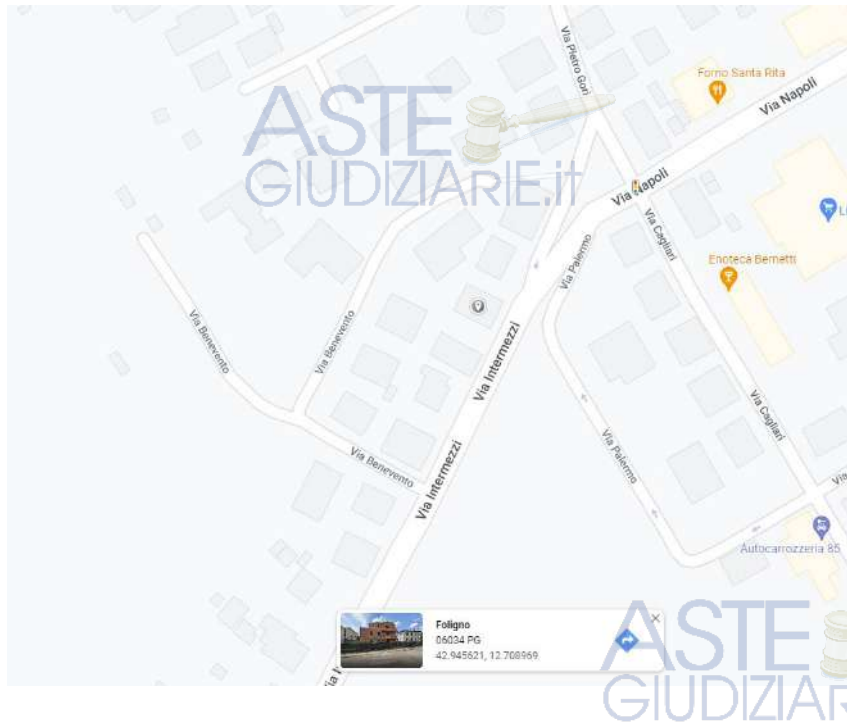 Via Pietro Gori
Forno Santa Rita
Via Napoli
ASTE
GIUDIZIARIE.it
Via Napoli
Via Cagliari
Via Palermo
Enoteca Bernetti
Via Benevento
Via Benevento
Via Intermezzi
Via Cagliari
Via Palermo
Via Benevento
Via Intermezzi
Via
Autocarrozzeria 85
Foligno
06034 PG
42.945621, 12.708969
ASTE
GIUDIZIAR